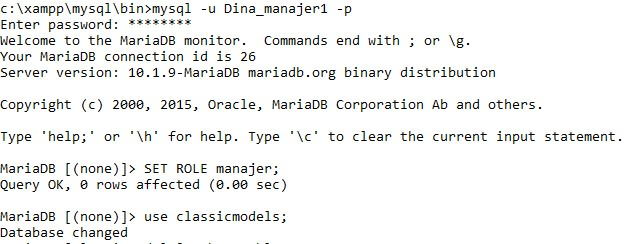 c:\xampp\mysql\bin>mysql -u Dina_manajer1 -p
Enter password: ********
Welcome to the MariaDB monitor.  Commands end with ; or \g.
Your MariaDB connection id is 26
Server version: 10.1.9-MariaDB mariadb.org binary distribution

Copyright (c) 2000, 2015, Oracle, MariaDB Corporation Ab and others.

Type 'help;' or '\h' for help. Type '\c' to clear the current input statement.

MariaDB [(none)]> SET ROLE manajer;
Query OK, 0 rows affected (0.00 sec)

MariaDB [(none)]> use classicmodels;
Database changed